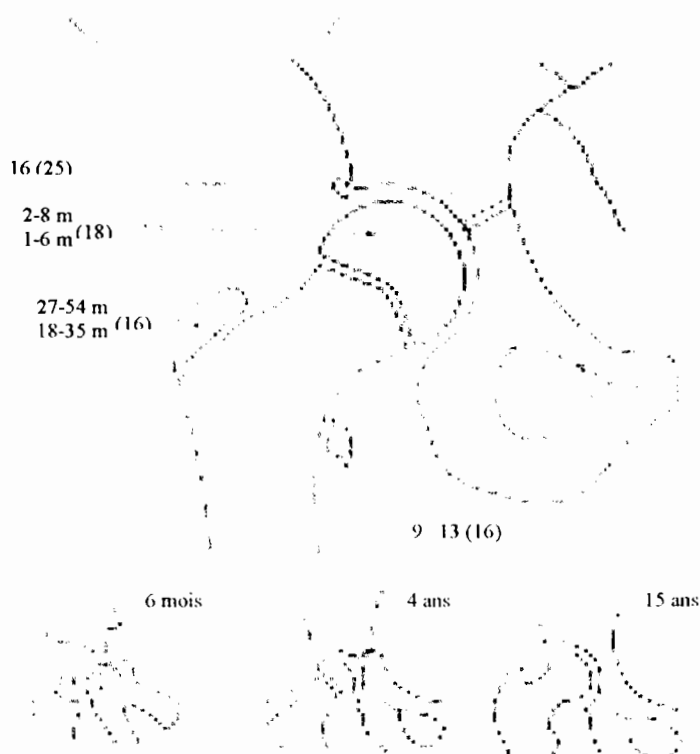 16 (25)
2-8 m
1-6 m (18)
27-54 m
18-35 m (16)
9 13 (16)
6 mois
4 ans
15 ans